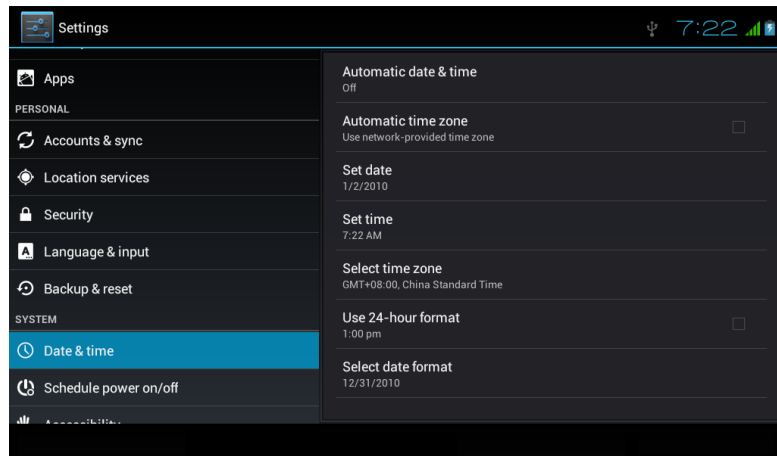 Settings
7:22
Apps
PERSONAL
Accounts & sync
Location services
Security
Language & input
Backup & reset
SYSTEM
Date & time
Schedule power on/off
Automatic date & time
Off
Automatic time zone
Use network-provided time zone
Set date
1/2/2010
Set time
7:22 AM
Select time zone
GMT+08:00, China Standard Time
Use 24-hour format
1:00 pm
Select date format
12/31/2010